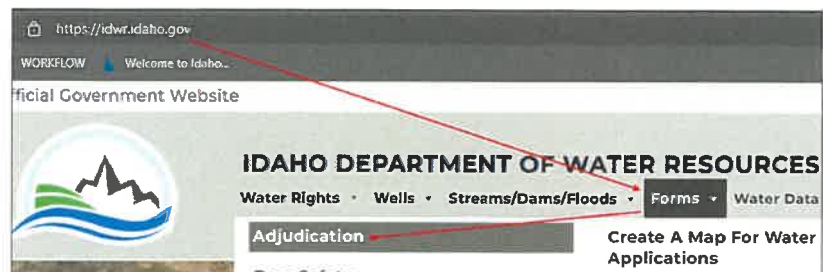 https://idwr.idaho.gov
WORKFLOW Welcome to Idaho...
fficial Government Website
IDAHO DEPARTMENT OF WATER RESOURCES
Water Rights Wells Streams/Dams/Floods Forms Water Data
Adjudication
Create A Map For Water
Applications